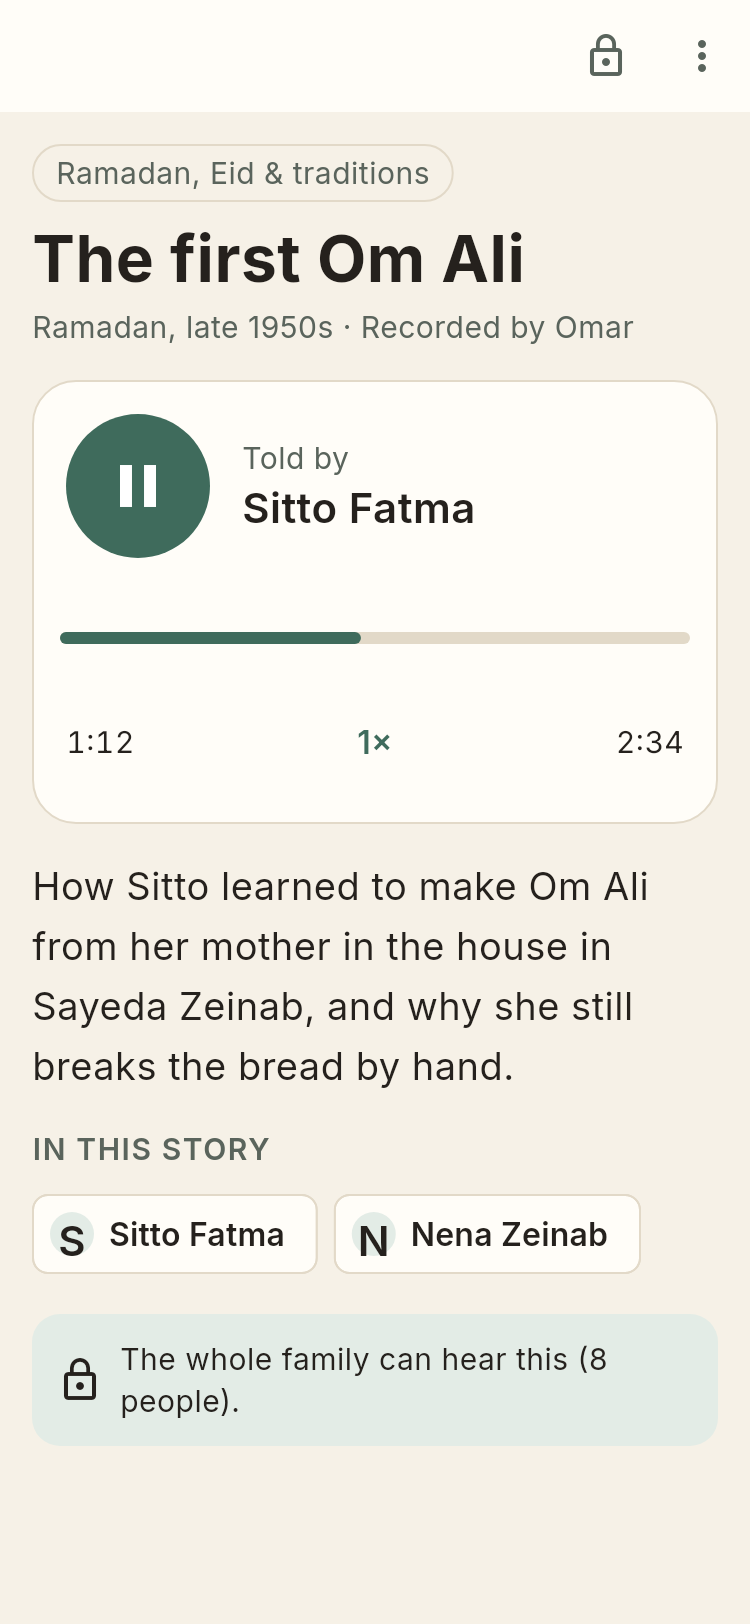 Ramadan, Eid & traditions
The first Om Ali
Ramadan, late 1950s · Recorded by Omar
Told by
Sitto Fatma
1:12
1×
2:34
How Sitto learned to make Om Ali
from her mother in the house in
Sayeda Zeinab, and why she still
breaks the bread by hand.
IN THIS STORY
S Sitto Fatma
N Nena Zeinab
The whole family can hear this (8
people).